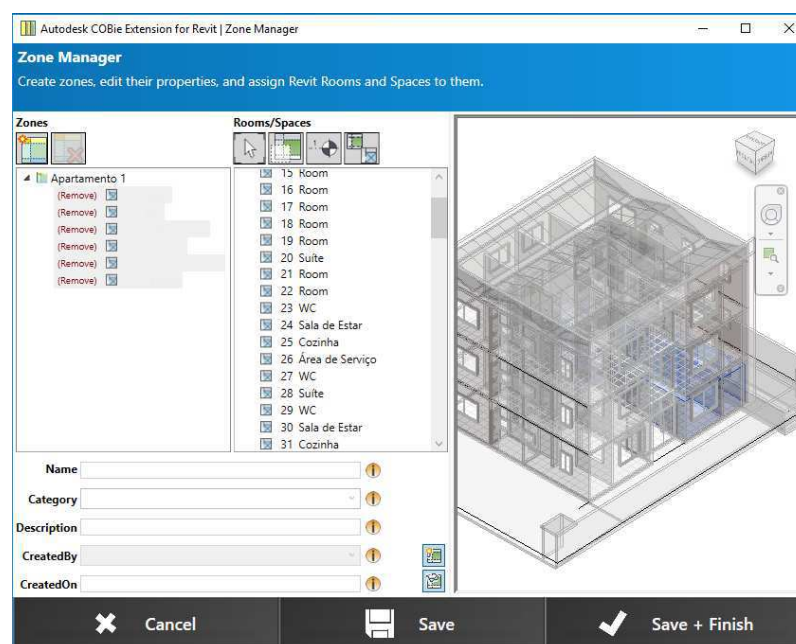 Autodesk COBie Extension for Revit | Zone Manager
Zone Manager
Create zones, edit their properties, and assign Revit Rooms and Spaces to them.
Zones
Rooms/Spaces
Apartamento 1
(Remove)
(Remove)
(Remove)
(Remove)
(Remove)
(Remove)
15 Room
16 Room
17 Room
18 Room
19 Room
20 Suíte
21 Room
22 Room
23 WC
24 Sala de Estar
25 Cozinha
26 Área de Serviço
27 WC
28 Suíte
29 WC
30 Sala de Estar
31 Cozinha
Name
Category
Description
CreatedBy
CreatedOn
Cancel
Save
Save + Finish